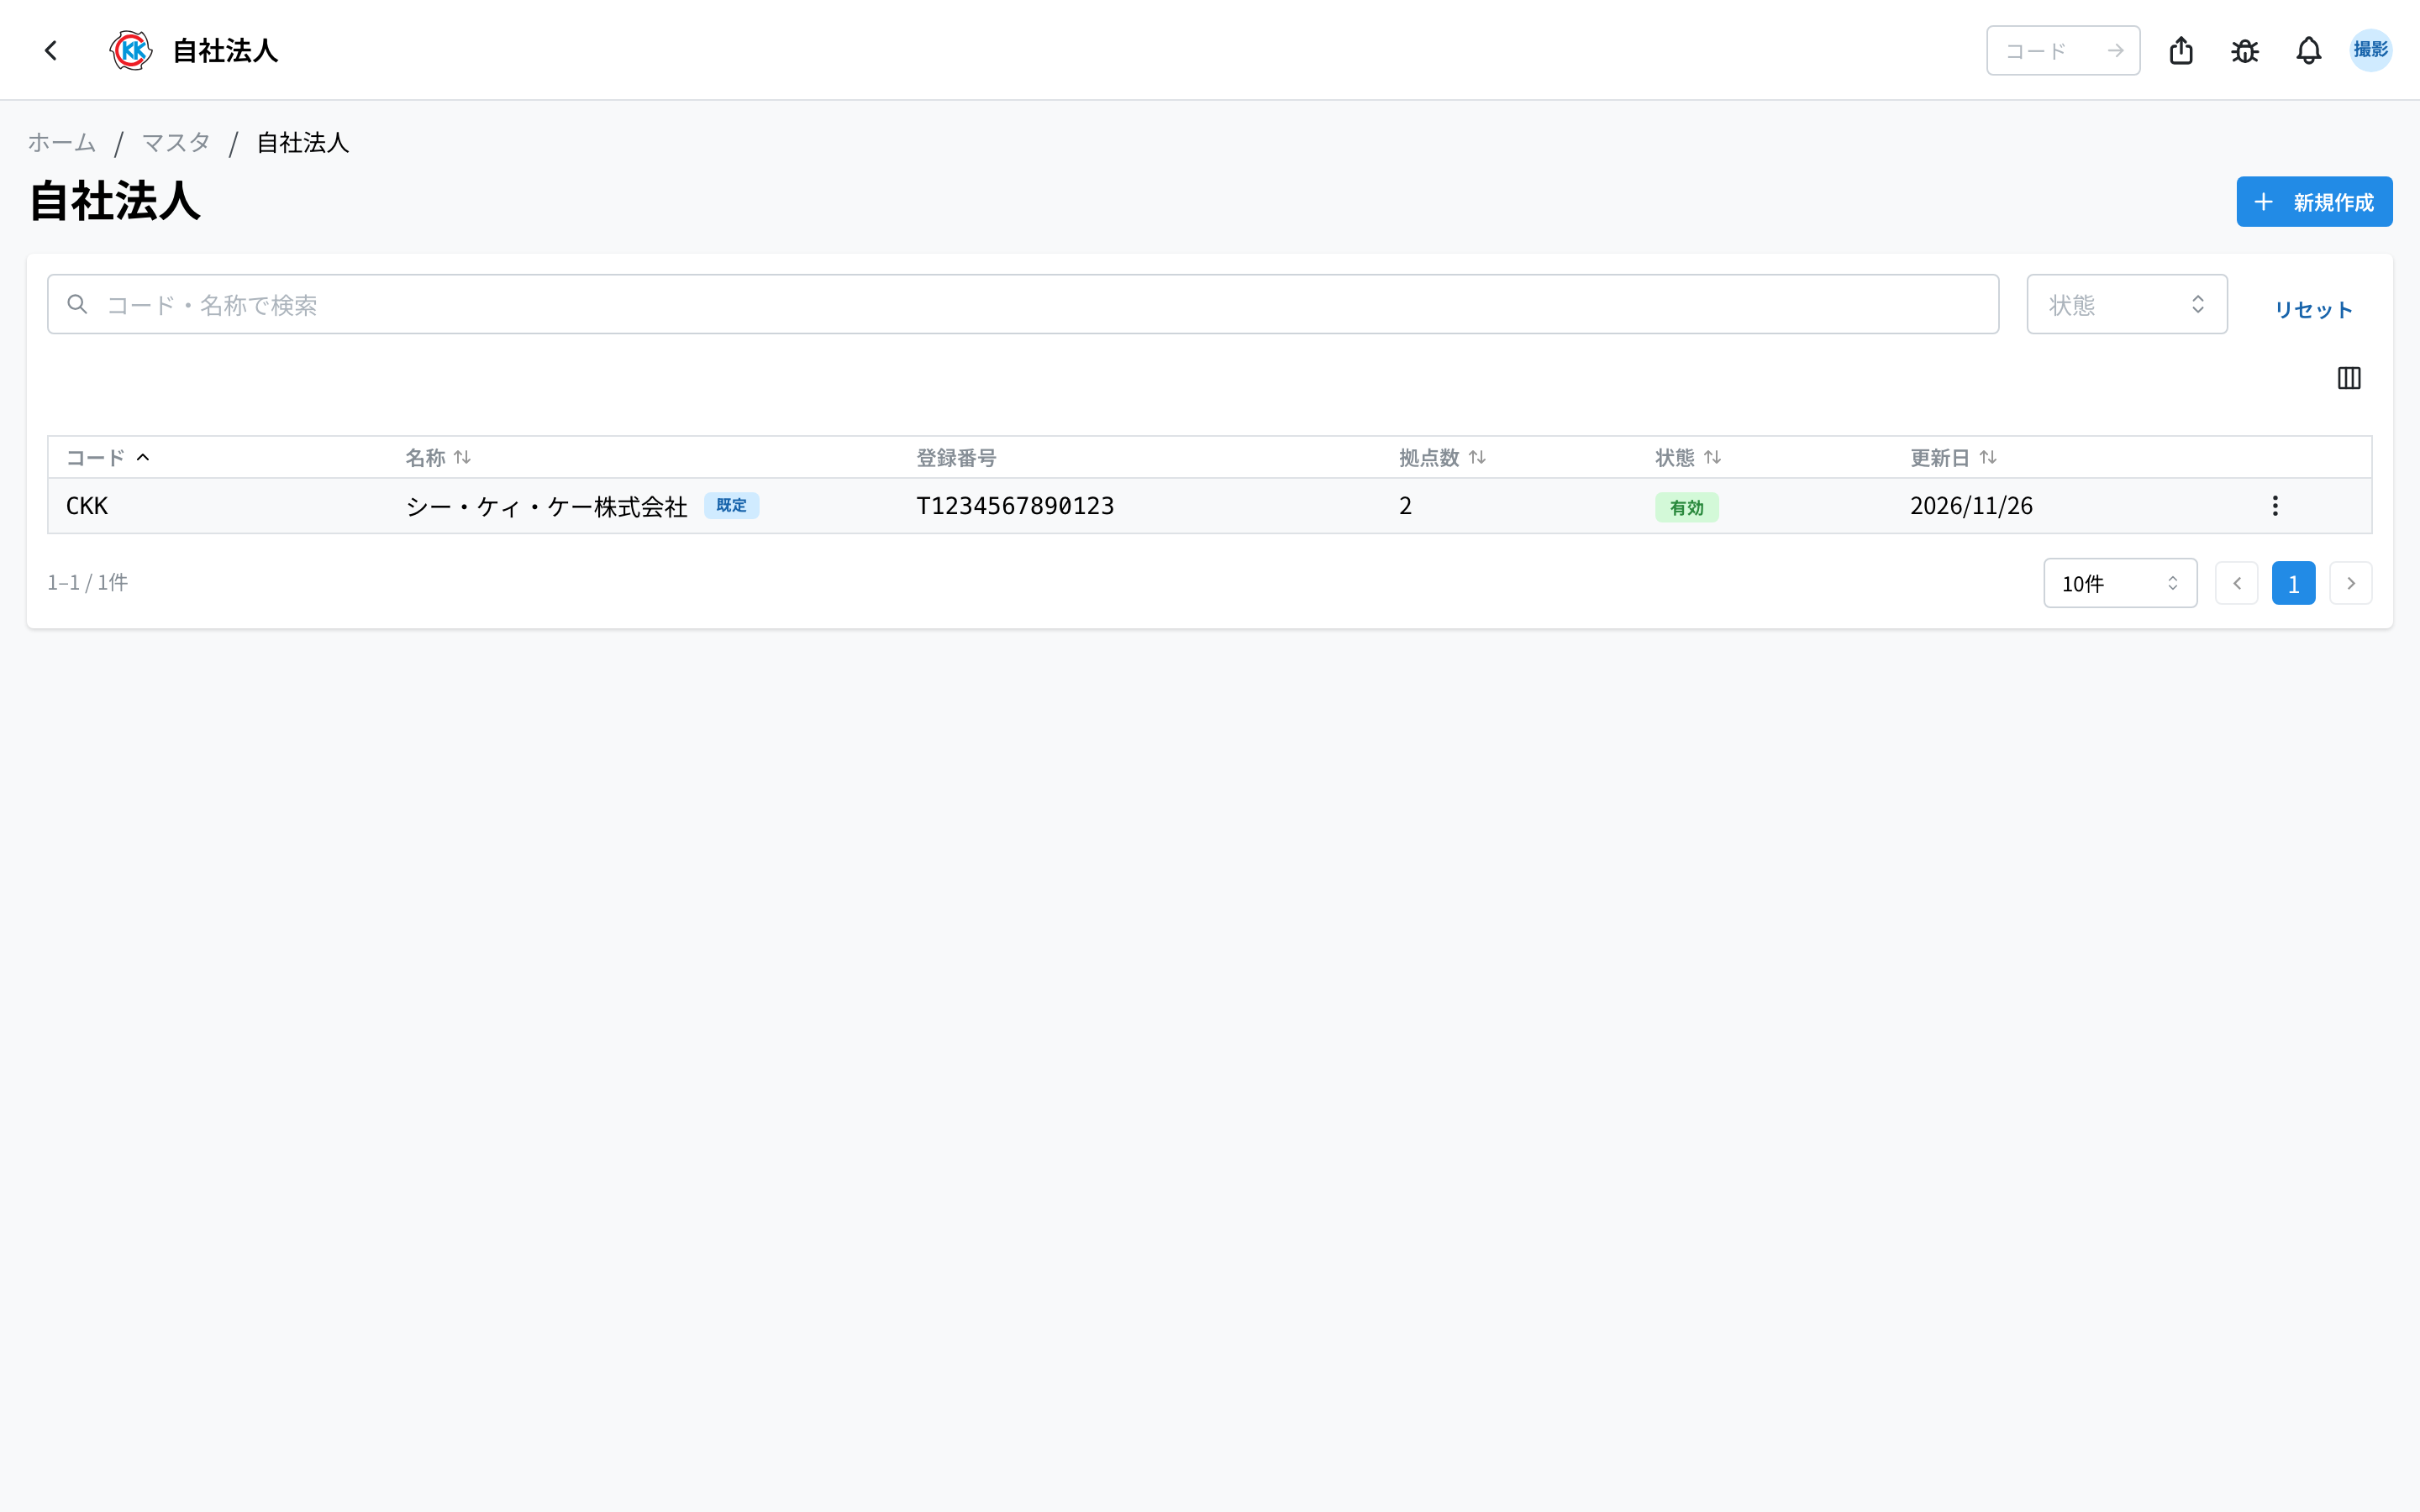 CKK 自社法人 コード 撮影
ホーム / マスタ / 自社法人
自社法人
新規作成
コード・名称で検索 状態 リセット
コード 名称 登録番号 拠点数 状態 更新日
CKK シー・ケィ・ケー株式会社 既定 T1234567890123 2 有効 2026/11/26
1–1 / 1件 10件 1